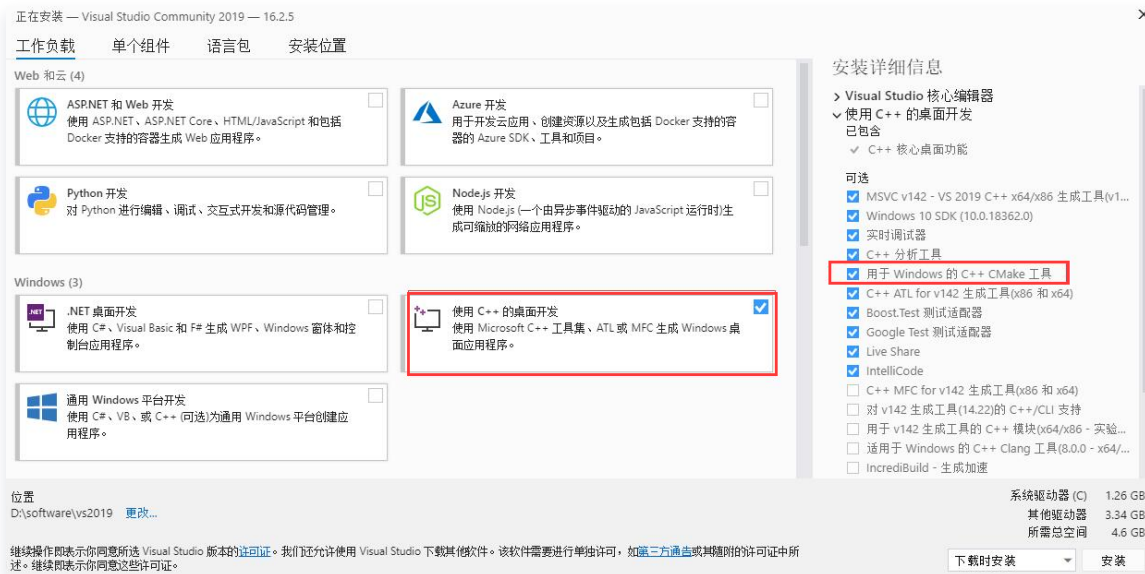 正在安装 — Visual Studio Community 2019 — 16.2.5
工作负载 单个组件 语言包 安装位置
Web 和云 (4)
ASP.NET 和 Web 开发
使用 ASP.NET、ASP.NET Core、HTML/JavaScript 和包括
Docker 支持的容器生成 Web 应用程序。
Azure 开发
用于开发云应用、创建资源以及生成包括 Docker 支持的容
器的 Azure SDK、工具和项目。
Python 开发
对 Python 进行编辑、调试、交互式开发和源代码管理。
Node.js 开发
使用 Node.js (一个由异步事件驱动的 JavaScript 运行时)生
成可缩放的网络应用程序。
Windows (3)
.NET
.NET 桌面开发
使用 C#、Visual Basic 和 F# 生成 WPF、Windows 窗体和控
制台应用程序。
使用 C++ 的桌面开发
使用 Microsoft C++ 工具集、ATL 或 MFC 生成 Windows 桌
面应用程序。
通用 Windows 平台开发
使用 C#、VB、或 C++ (可选)为通用 Windows 平台创建应
用程序。
安装详细信息
Visual Studio 核心编辑器
使用 C++ 的桌面开发
已包含
C++ 核心桌面功能
可选
MSVC v142 - VS 2019 C++ x64/x86 生成工具(v1...
Windows 10 SDK (10.0.18362.0)
实时调试器
C++ 分析工具
用于 Windows 的 C++ CMake 工具
C++ ATL for v142 生成工具(x86 和 x64)
Boost.Test 测试适配器
Google Test 测试适配器
Live Share
IntelliCode
C++ MFC for v142 生成工具(x86 和 x64)
对 v142 生成工具(14.22)的 C++/CLI 支持
用于 v142 生成工具的 C++ 模块(x64/x86 - 实验...
适用于 Windows 的 C++ Clang 工具(8.0.0 - x64/...
IncrediBuild - 生成加速
位置
D:\software\vs2019 更改...
系统驱动器 (C) 1.26 GB
其他驱动器 3.34 GB
所需总空间 4.6 GB
继续操作即表示你同意所选 Visual Studio 版本的许可证。我们还允许使用 Visual Studio 下载其他软件。该软件需要进行单独许可，如第三方通告或其随附的许可证中所
述。继续即表示你同意这些许可证。
下载时安装 安装